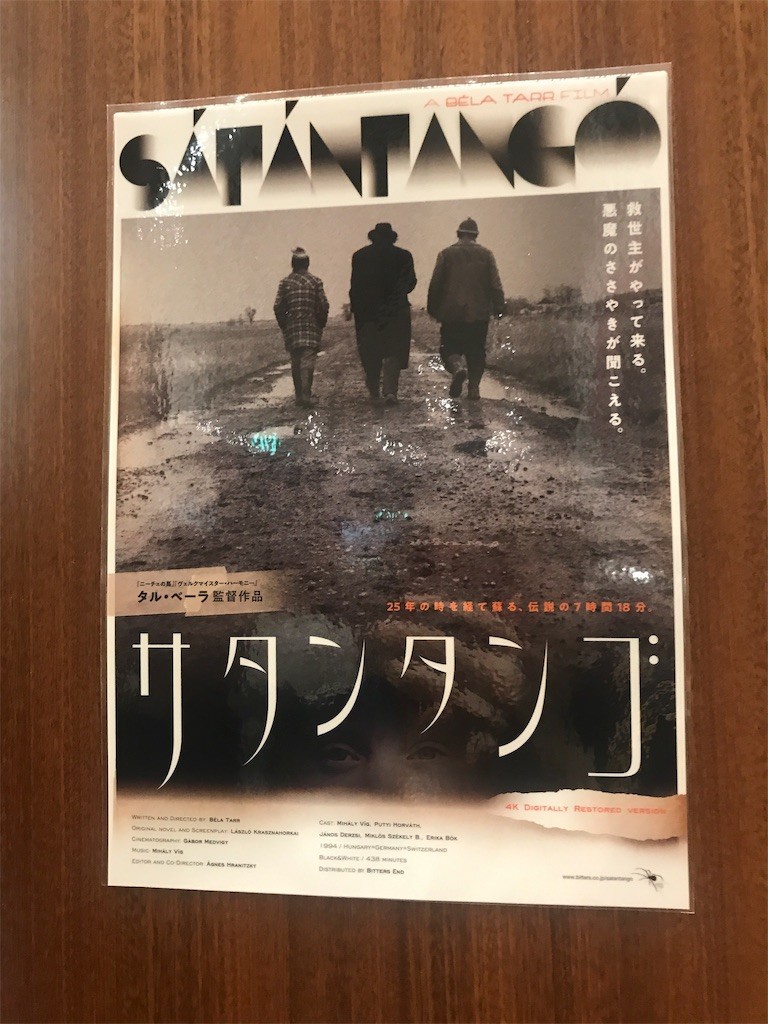 A BÉLA TARR FILM
SÁTÁNTANGÓ
救世主がやって来る。
悪魔のささやきが聞こえる。
『ニーチェの馬』『ヴェルクマイスター・ハーモニー』
タル・ベーラ監督作品
25年の時を経て蘇る、伝説の7時間18分。
サタンタンゴ
4K Digitally Restored version
Written and Directed by: Béla Tarr
Original novel and Screenplay: László Krasznahorkai
Cinematography: Gábor Medvigy
Music: Mihály Víg
Editor and Co-Director: Ágnes Hranitzky
Cast: Mihály Víg, Putyi Horváth,
János Derzsi, Miklós Székely B., Erika Bók
1994 / Hungary×Germany×Switzerland
Black&White / 438 minutes
Distributed by Bitters End
www.bitters.co.jp/satantango